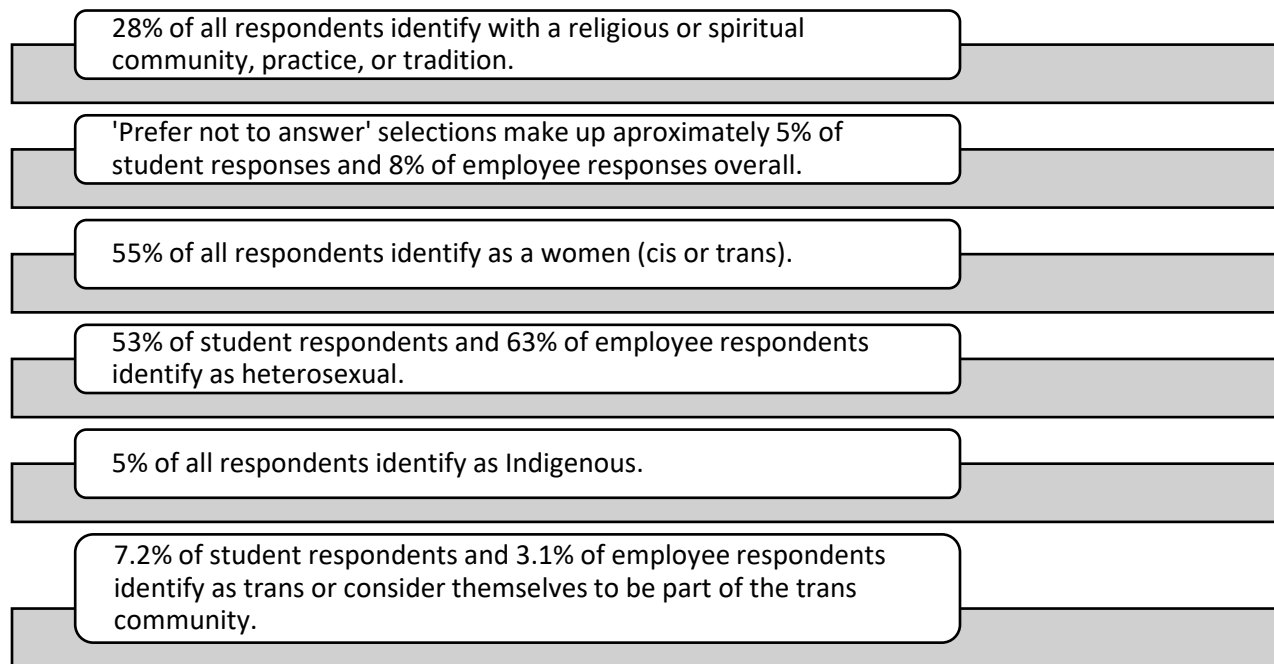 28% of all respondents identify with a religious or spiritual
community, practice, or tradition.
'Prefer not to answer' selections make up aproximately 5% of
student responses and 8% of employee responses overall.
55% of all respondents identify as a women (cis or trans).
53% of student respondents and 63% of employee respondents
identify as heterosexual.
5% of all respondents identify as Indigenous.
7.2% of student respondents and 3.1% of employee respondents
identify as trans or consider themselves to be part of the trans
community.